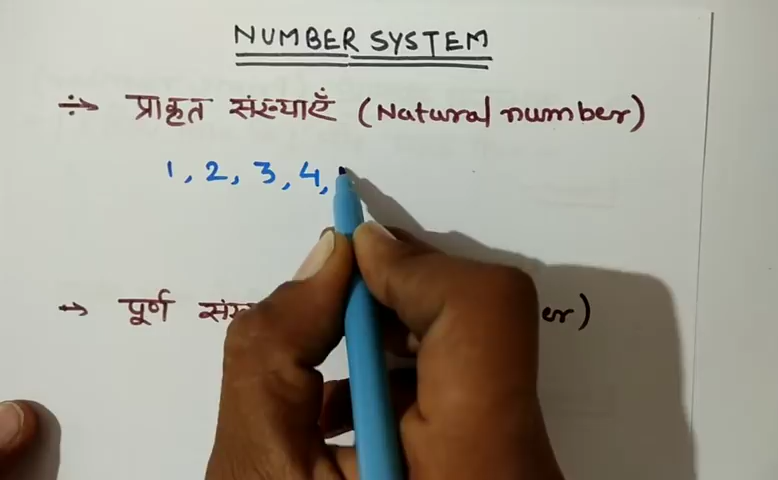 NUMBER SYSTEM
÷→ प्राकृत संख्याएँ (Natural number)
1, 2, 3, 4,
→ पूर्ण